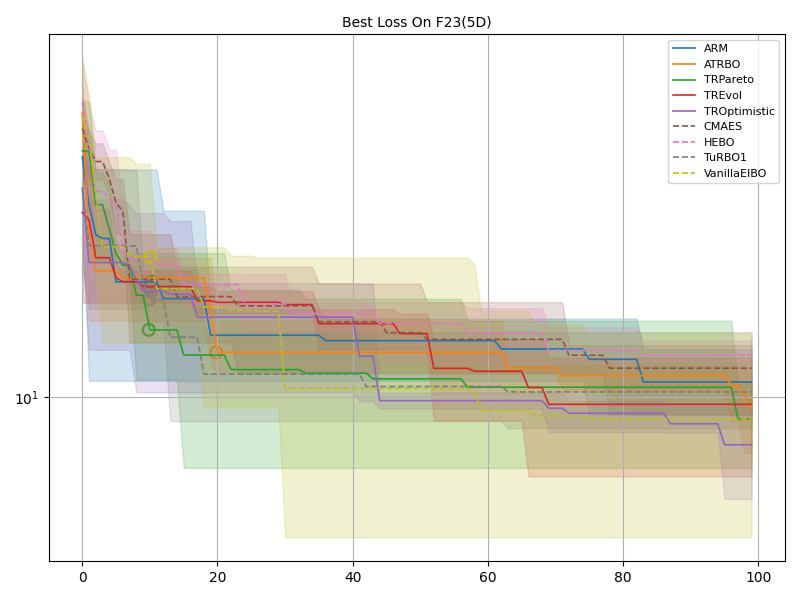 Best Loss On F23(5D)
ARM
ATRBO
TRPareto
TREvol
TROptimistic
CMAES
HEBO
TuRBO1
VanillaEIBO
10¹
0 20 40 60 80 100